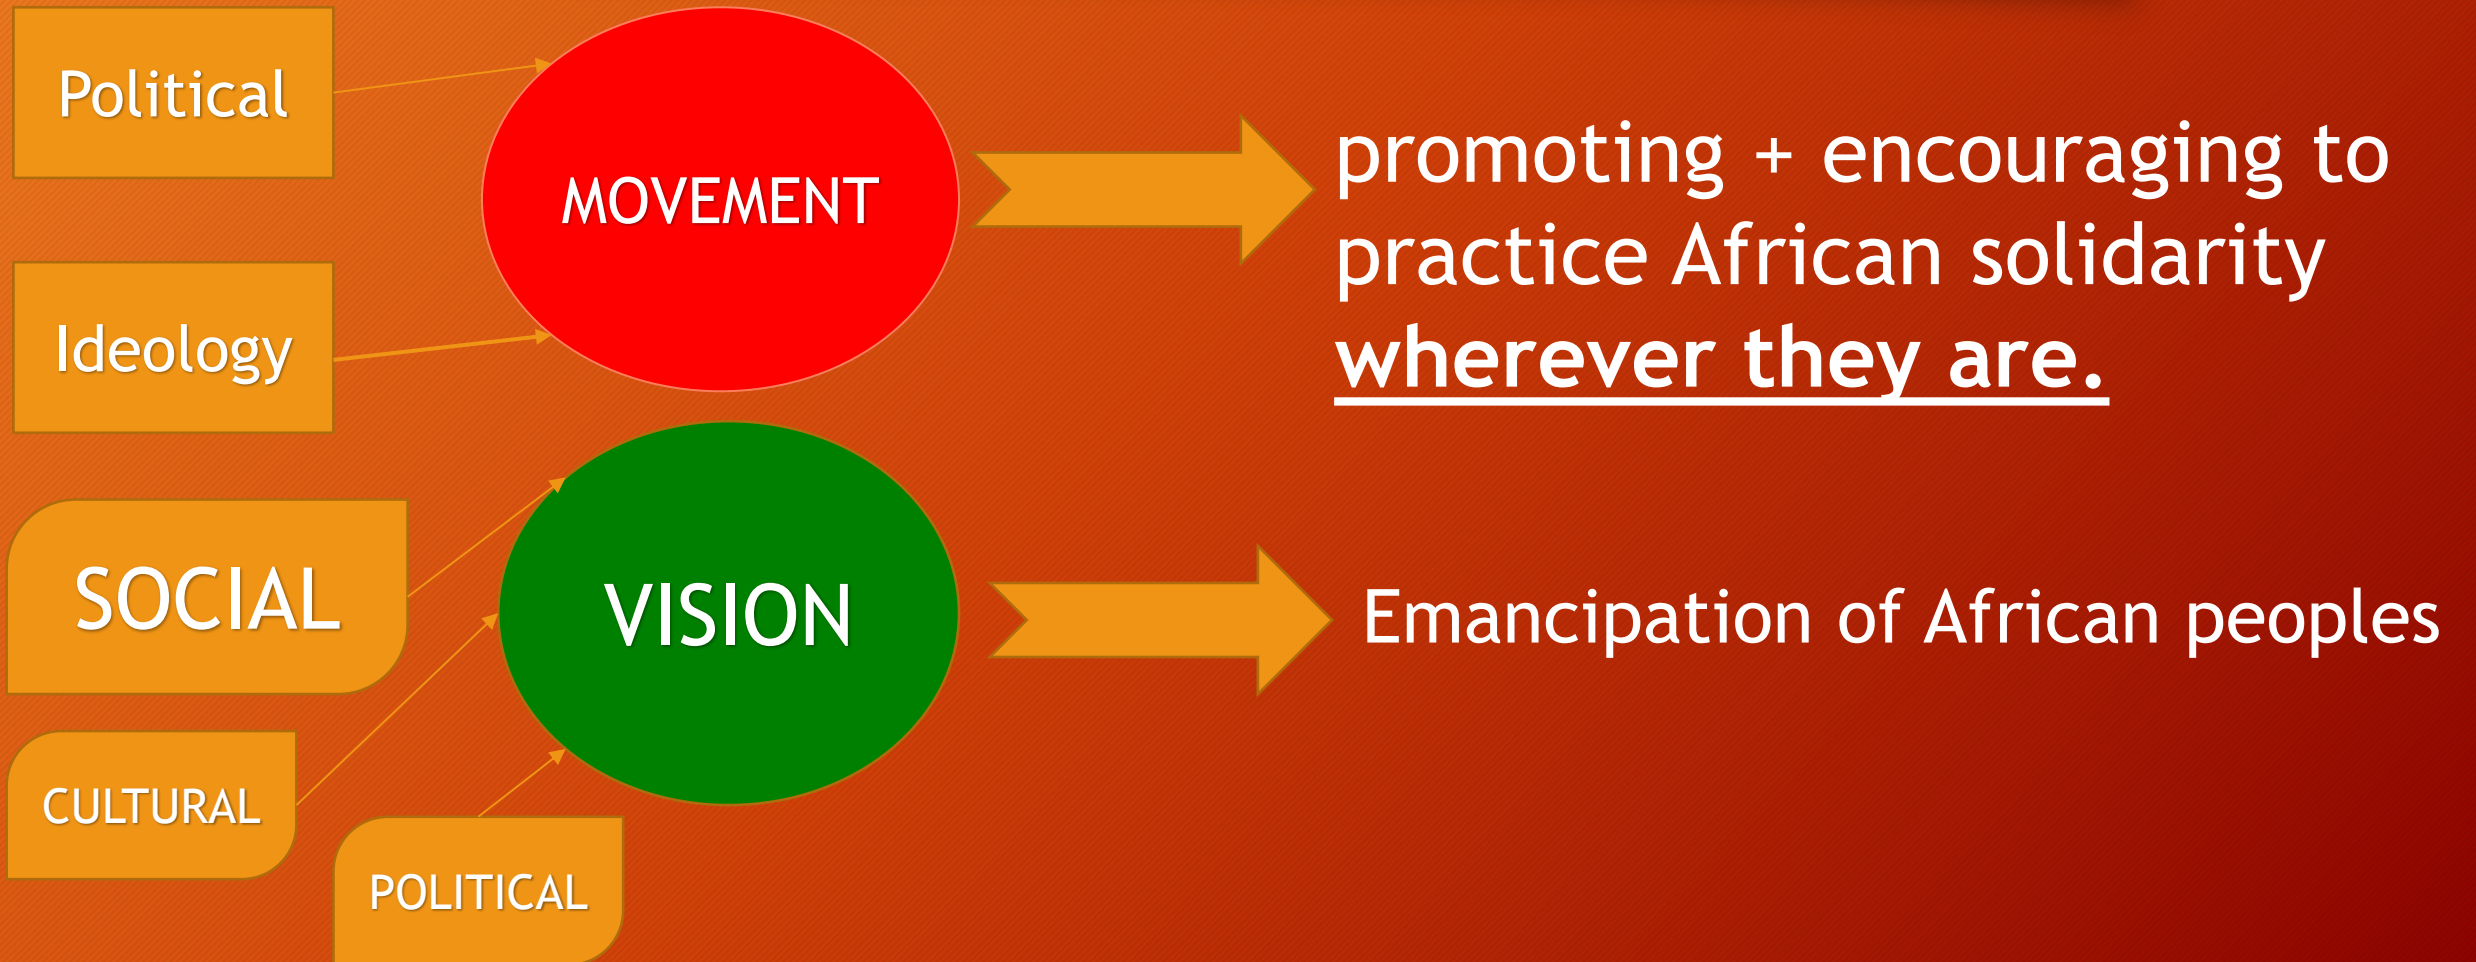 Political
MOVEMENT
promoting + encouraging to
practice African solidarity
wherever they are.
Ideology
SOCIAL
VISION
Emancipation of African peoples
CULTURAL
POLITICAL